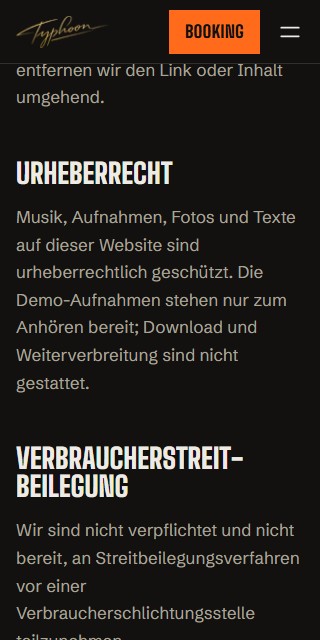 Typhoon
BOOKING
entfernen wir den Link oder Inhalt
umgehend.
URHEBERRECHT
Musik, Aufnahmen, Fotos und Texte
auf dieser Website sind
urheberrechtlich geschützt. Die
Demo-Aufnahmen stehen nur zum
Anhören bereit; Download und
Weiterverbreitung sind nicht
gestattet.
VERBRAUCHERSTREIT-
BEILEGUNG
Wir sind nicht verpflichtet und nicht
bereit, an Streitbeilegungsverfahren
vor einer
Verbraucherschlichtungsstelle
teilzunehmen